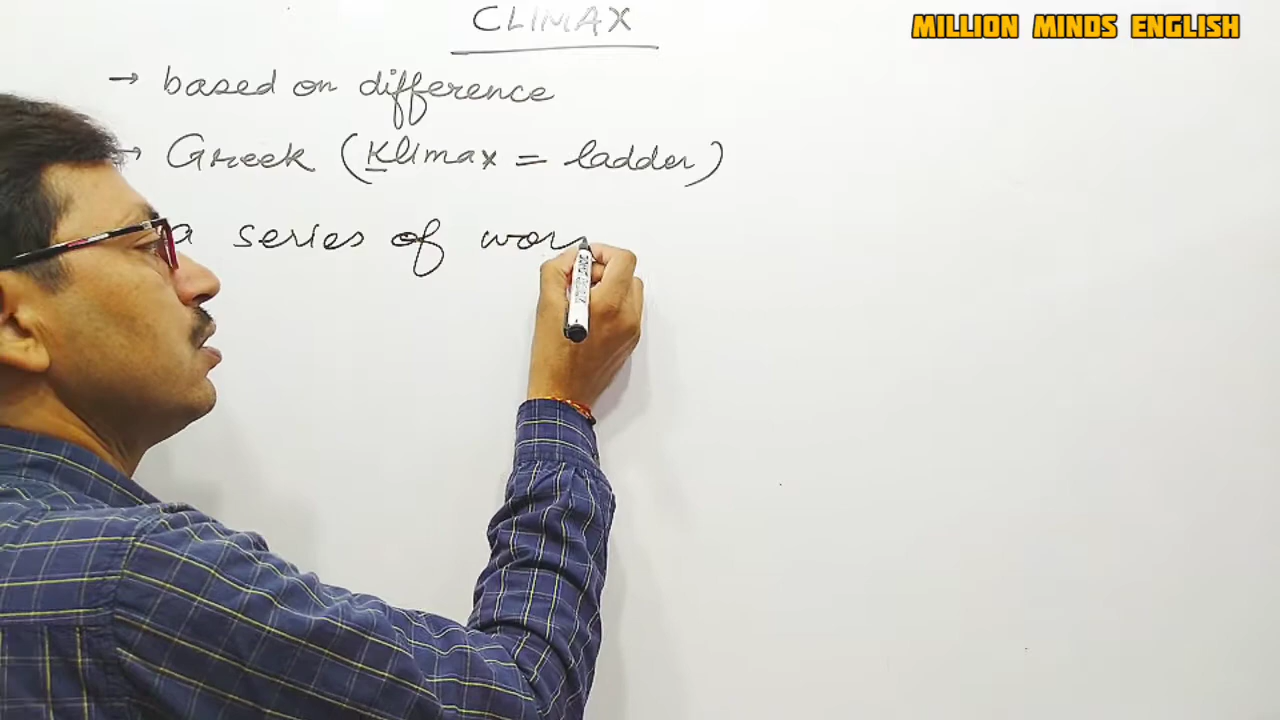 CLIMAX
MILLION MINDS ENGLISH
→ based on difference
→ Greek (Klimax = ladder)
a series of wor